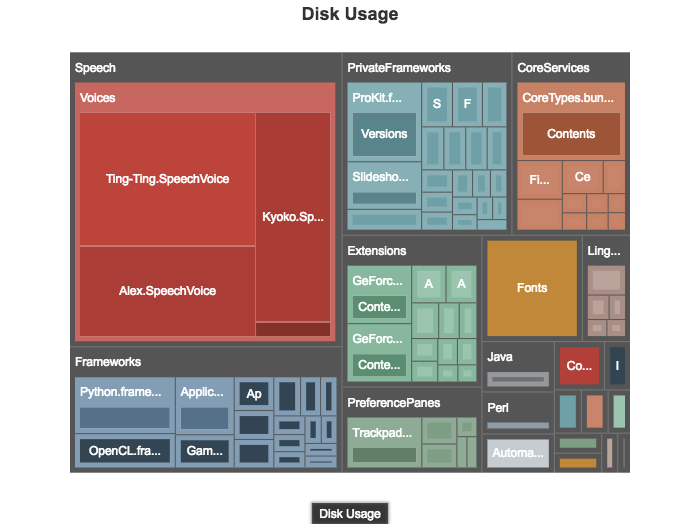 Disk Usage
Speech
Voices
Ting-Ting.SpeechVoice
Alex.SpeechVoice
Kyoko.Sp...
PrivateFrameworks
ProKit.f...
Versions
Slidesho...
S
F
CoreServices
CoreTypes.bun...
Contents
Fi...
Ce
Extensions
GeForc...
Conte...
GeForc...
Conte...
A
A
Fonts
Ling...
Frameworks
Python.frame...
OpenCL.fra...
Applic...
Gam...
Ap
PreferencePanes
Trackpad...
Java
Perl
Automa...
Co...
I
Disk Usage